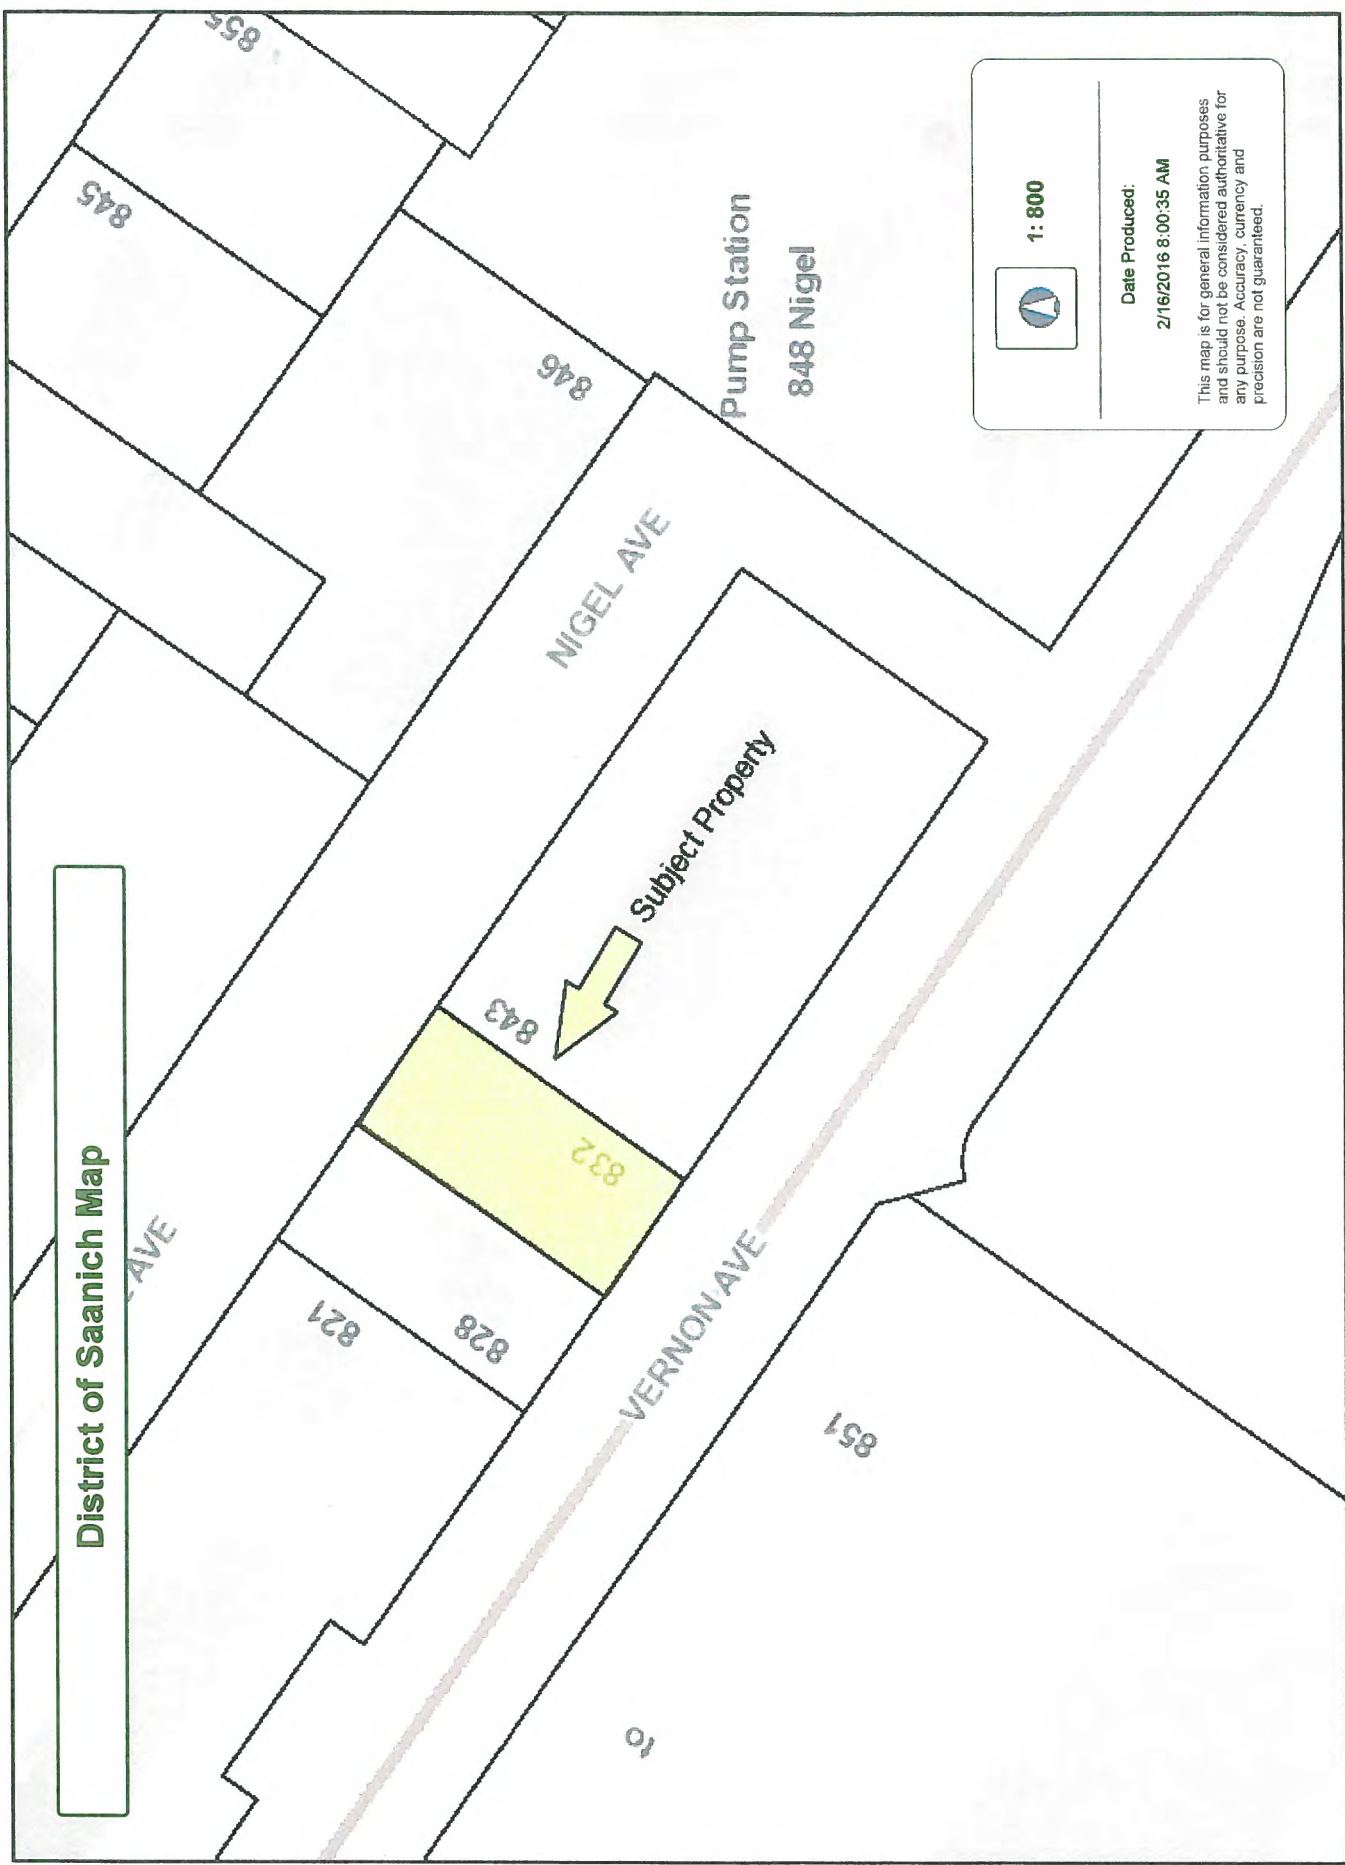 District of Saanich Map
AVE
821
828
832
843
Subject Property
NIGEL AVE
845
855
846
Pump Station
848 Nigel
VERNON AVE
851
to
1: 800
Date Produced:
2/16/2016 8:00:35 AM
This map is for general information purposes
and should not be considered authoritative for
any purpose. Accuracy, currency and
precision are not guaranteed.